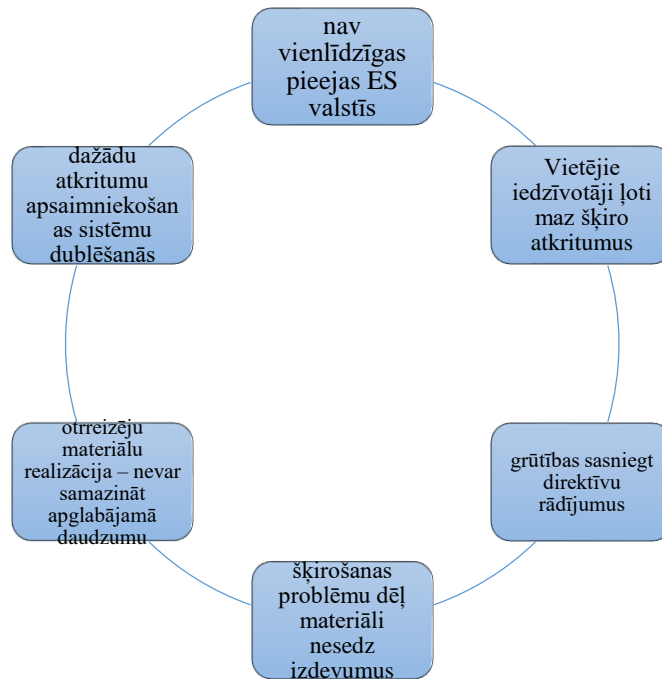 nav
vienlīdzīgas
pieejas ES
valstīs
Vietējie
iedzīvotāji ļoti
maz šķiro
atkritumus
grūtības sasniegt
direktīvu
rādījumus
šķirošanas
problēmu dēļ
materiāli
nesedz
izdevumus
otrreizēju
materiālu
realizācija – nevar
samazināt
apglabājamā
daudzumu
dažādu
atkritumu
apsaimniekošan
as sistēmu
dublēšanās